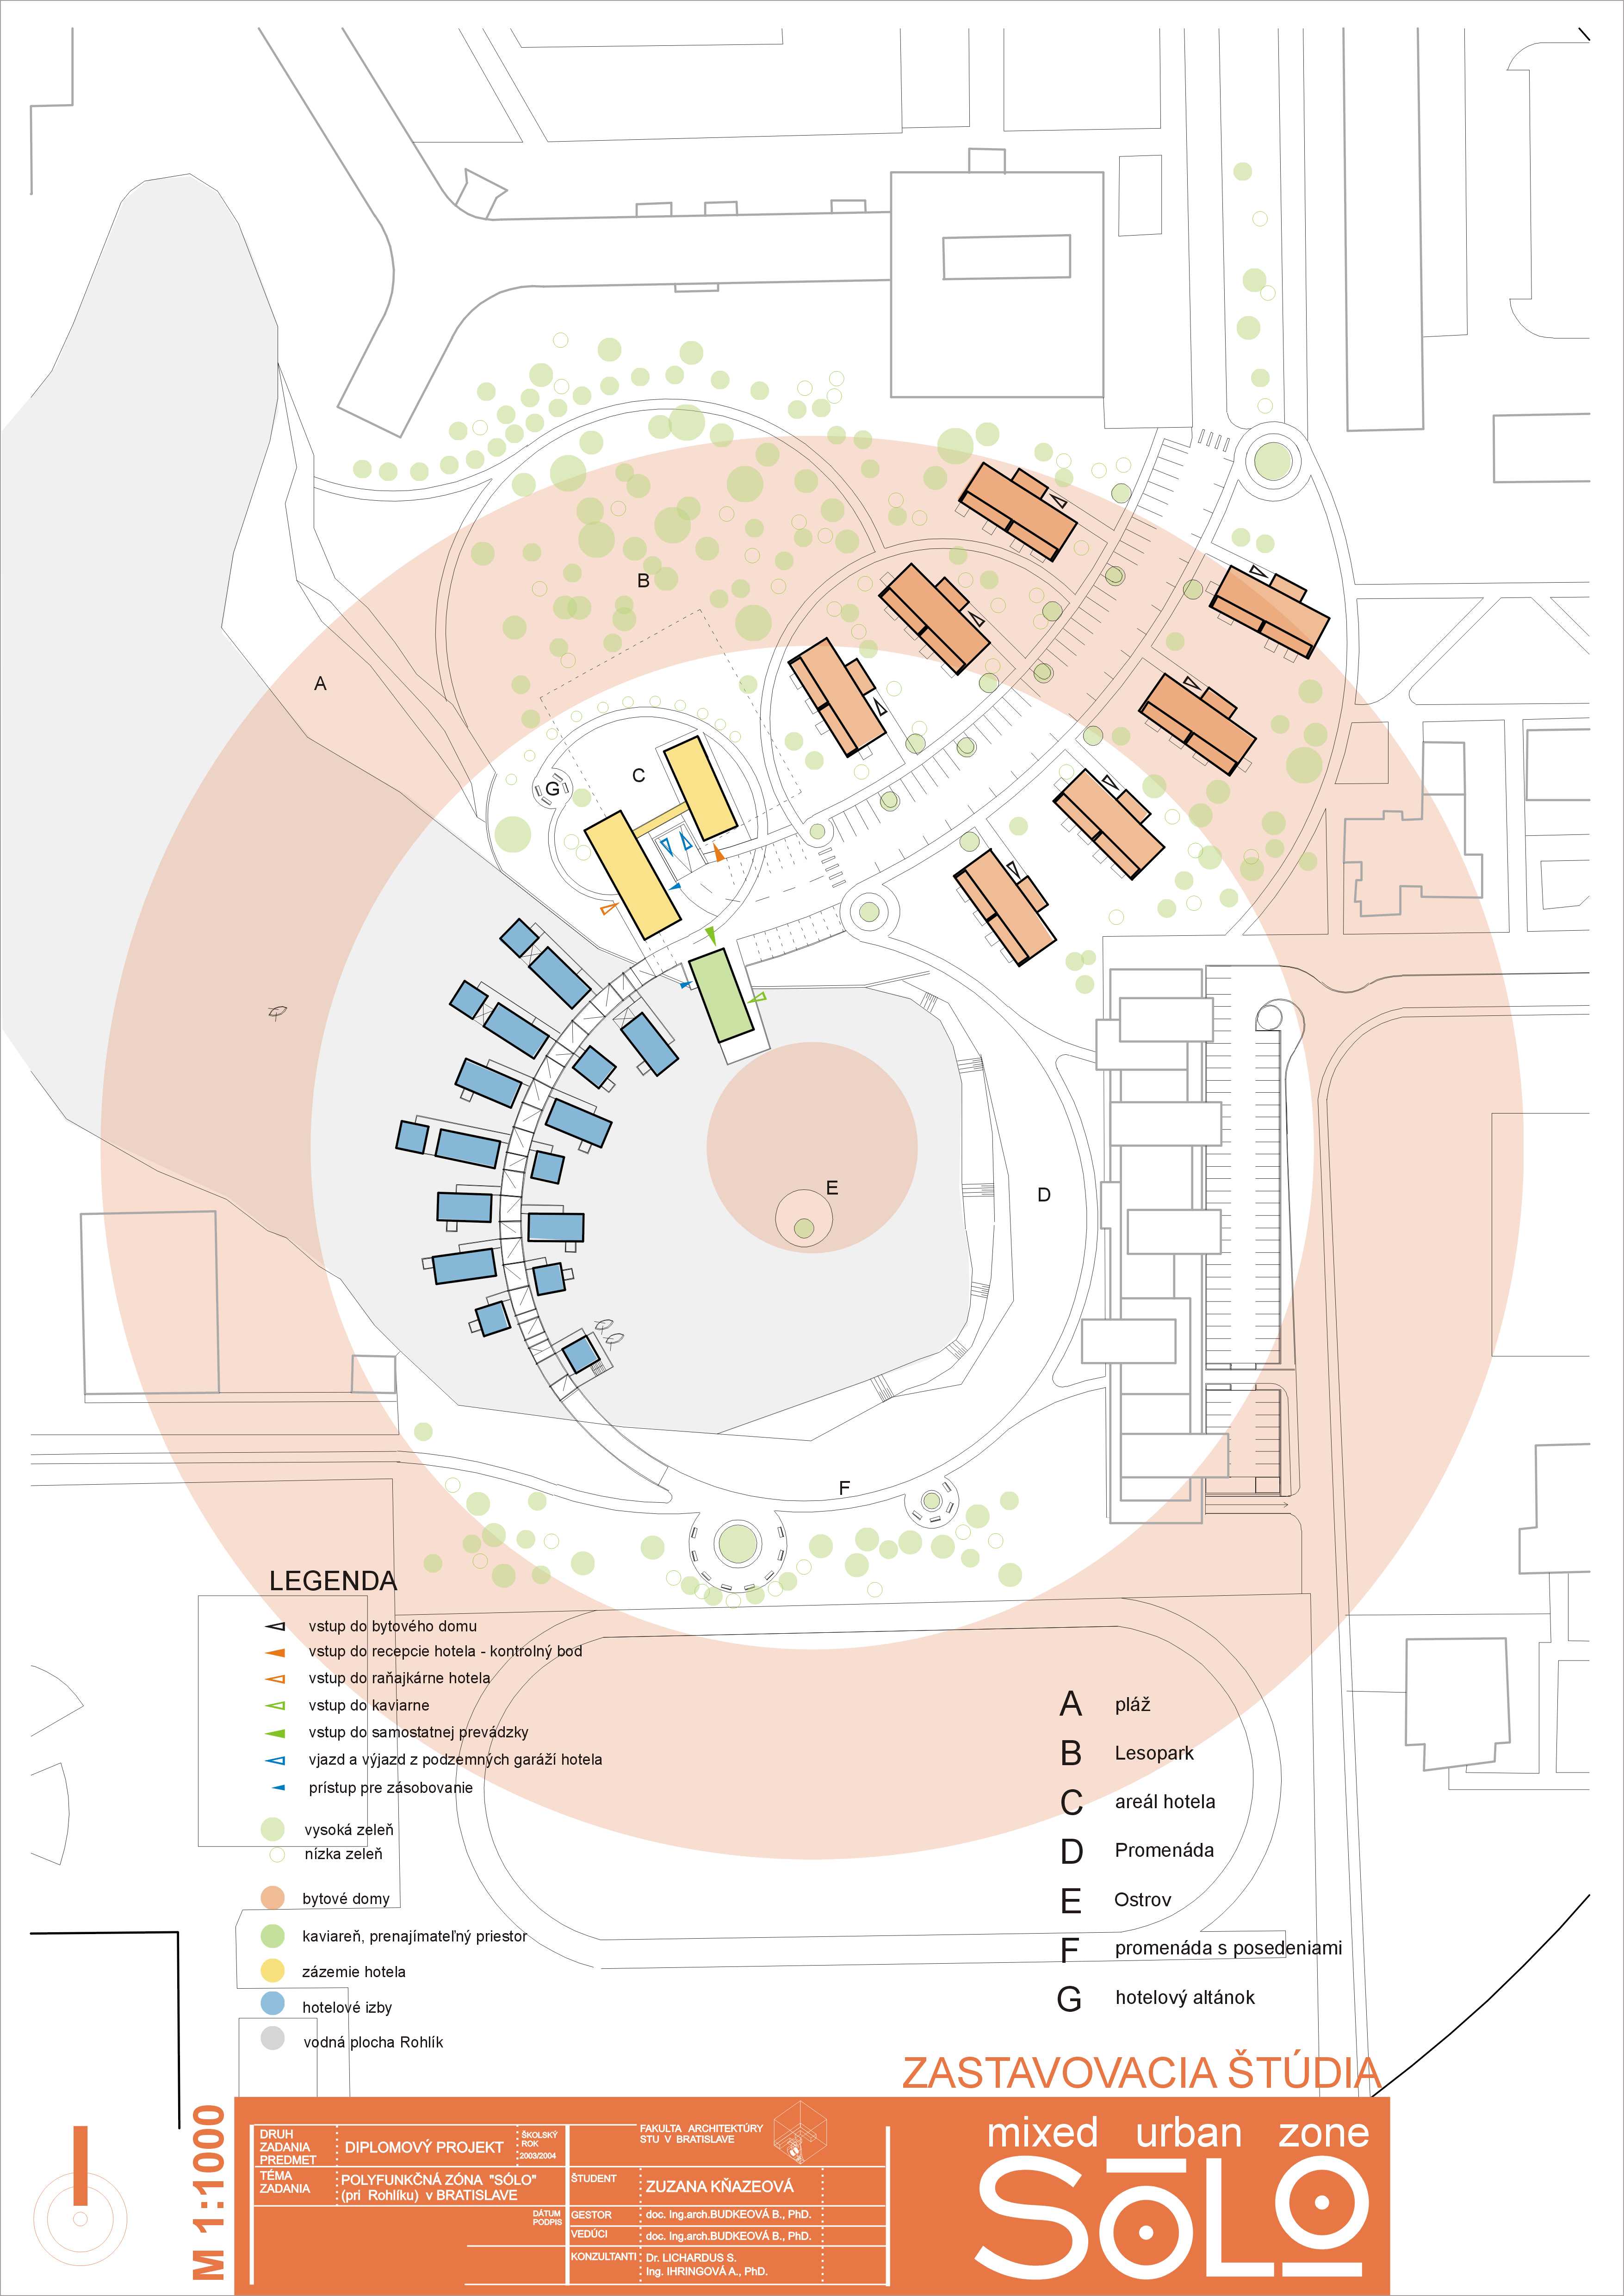 B
A
C
G
E
D
F
LEGENDA
vstup do bytového domu
vstup do recepcie hotela - kontrolný bod
vstup do raňajkárne hotela
vstup do kaviarne
vstup do samostatnej prevádzky
vjazd a výjazd z podzemných garáží hotela
prístup pre zásobovanie
vysoká zeleň
nízka zeleň
bytové domy
kaviareň, prenajímateľný priestor
zázemie hotela
hotelové izby
vodná plocha Rohlík
A pláž
B Lesopark
C areál hotela
D Promenáda
E Ostrov
F promenáda s posedeniami
G hotelový altánok
ZASTAVOVACIA ŠTÚDIA
M 1:1000
DRUH
ZADANIA
PREDMET
DIPLOMOVÝ PROJEKT
ŠKOLSKÝ
ROK
2003/2004
TÉMA
ZADANIA
POLYFUNKČNÁ ZÓNA "SÓLO"
(pri Rohlíku) v BRATISLAVE
DÁTUM
PODPIS
FAKULTA ARCHITEKTÚRY
STU V BRATISLAVE
ŠTUDENT
ZUZANA KŇAZEOVÁ
GESTOR
doc. Ing.arch.BUDKEOVÁ B., PhD.
VEDÚCI
doc. Ing.arch.BUDKEOVÁ B., PhD.
KONZULTANTI
Dr. LICHARDUS S.
Ing. IHRINGOVÁ A., PhD.
mixed urban zone
SÓLO